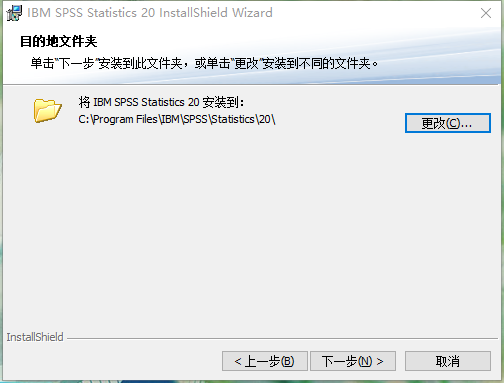 IBM SPSS Statistics 20 InstallShield Wizard
目的地文件夹
单击“下一步”安装到此文件夹，或单击“更改”安装到不同的文件夹。
将 IBM SPSS Statistics 20 安装到：
C:\Program Files\IBM\SPSS\Statistics\20\
更改(C)...
InstallShield
< 上一步(B)
下一步(N) >
取消